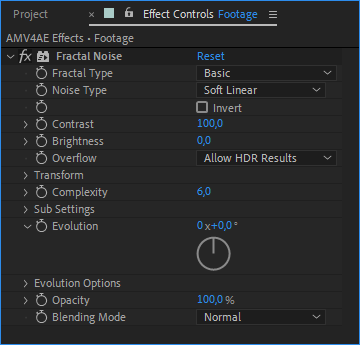 Project
Effect Controls Footage
AMV4AE Effects • Footage
fx Fractal Noise Reset
Fractal Type Basic
Noise Type Soft Linear
Invert
Contrast 100,0
Brightness 0,0
Overflow Allow HDR Results
Transform
Complexity 6,0
Sub Settings
Evolution 0x+0,0°
Evolution Options
Opacity 100,0 %
Blending Mode Normal